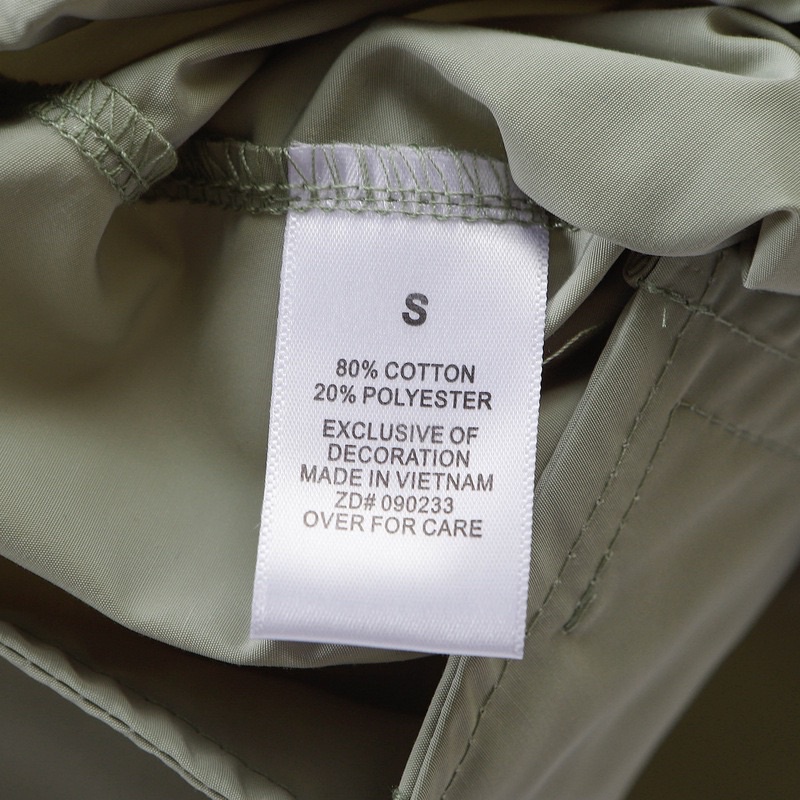 S
80% COTTON
20% POLYESTER
EXCLUSIVE OF
DECORATION
MADE IN VIETNAM
ZD# 090233
OVER FOR CARE